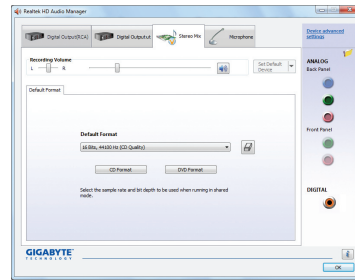 Realtek HD Audio Manager
Digital Output(RCA)
Digital Output
Stereo Mix
Microphone
Device advanced
settings
Recording Volume
L
R
Set Default
Device
ANALOG
Back Panel
Default Format
Default Format
16 Bits, 44100 Hz (CD Quality)
CD Format
DVD Format
Select the sample rate and bit depth to be used when running in shared
mode.
Front Panel
DIGITAL
GIGABYTE
TECHNOLOGY
OK